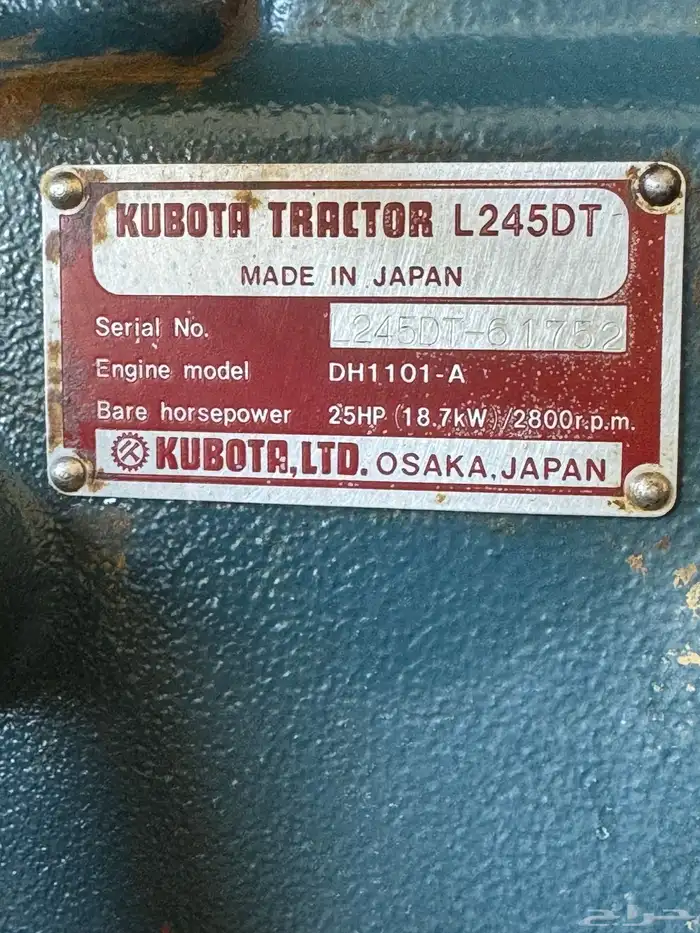 KUBOTA TRACTOR L245DT
MADE IN JAPAN
Serial No. L245DT-61752
Engine model DH1101-A
Bare horsepower 25HP (18.7kW)/2800r.p.m.
KUBOTA,LTD. OSAKA,JAPAN
حراج